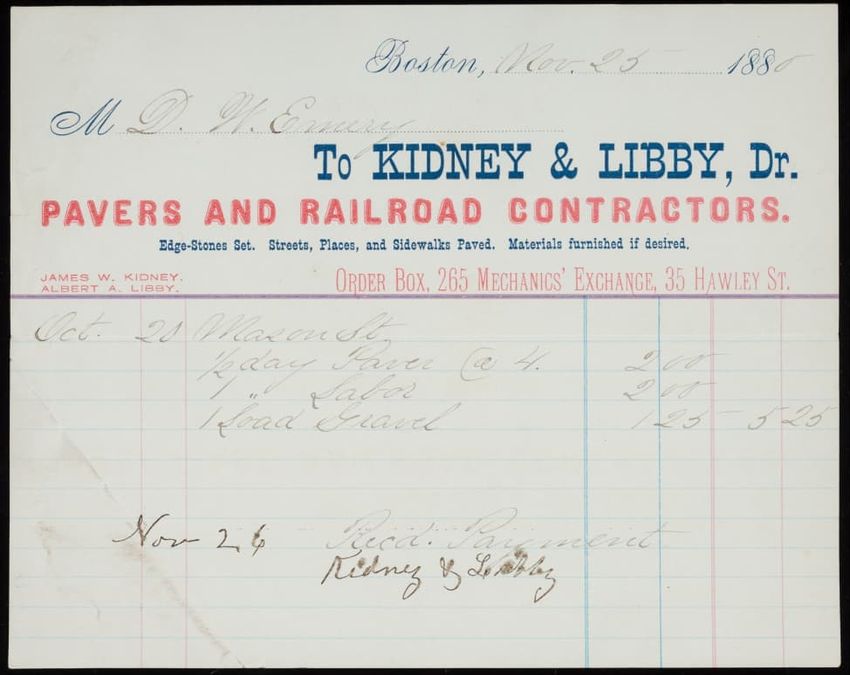 Boston, Nov. 25 1880
M D. W. Emery
To KIDNEY & LIBBY, Dr.
PAVERS AND RAILROAD CONTRACTORS.
Edge-Stones Set. Streets, Places, and Sidewalks Paved. Materials furnished if desired.
JAMES W. KIDNEY.
ALBERT A. LIBBY.
ORDER BOX, 265 MECHANICS' EXCHANGE, 35 HAWLEY ST.
Oct. 20 Mason St.
1/2 day Paver @ 4. 2 00
1 " Labor 2 00
1 Load Gravel 1 25 5 25
Nov 26 Recd. Payment
Kidney & Libby